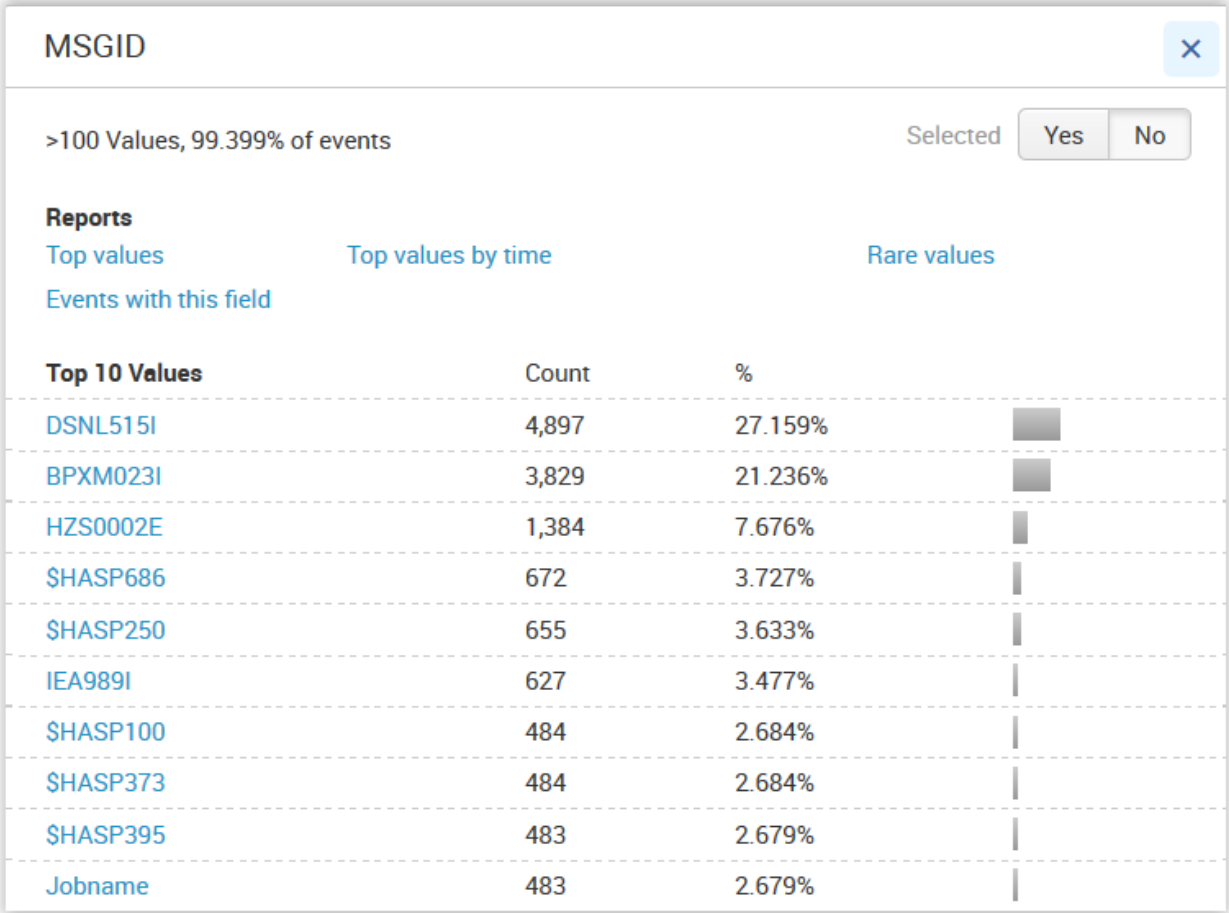 MSGID
>100 Values, 99.399% of events
Selected Yes No
Reports
Top values Top values by time Rare values
Events with this field
Top 10 Values Count %
DSNL515I 4,897 27.159%
BPXM023I 3,829 21.236%
HZS0002E 1,384 7.676%
$HASP686 672 3.727%
$HASP250 655 3.633%
IEA989I 627 3.477%
$HASP100 484 2.684%
$HASP373 484 2.684%
$HASP395 483 2.679%
Jobname 483 2.679%